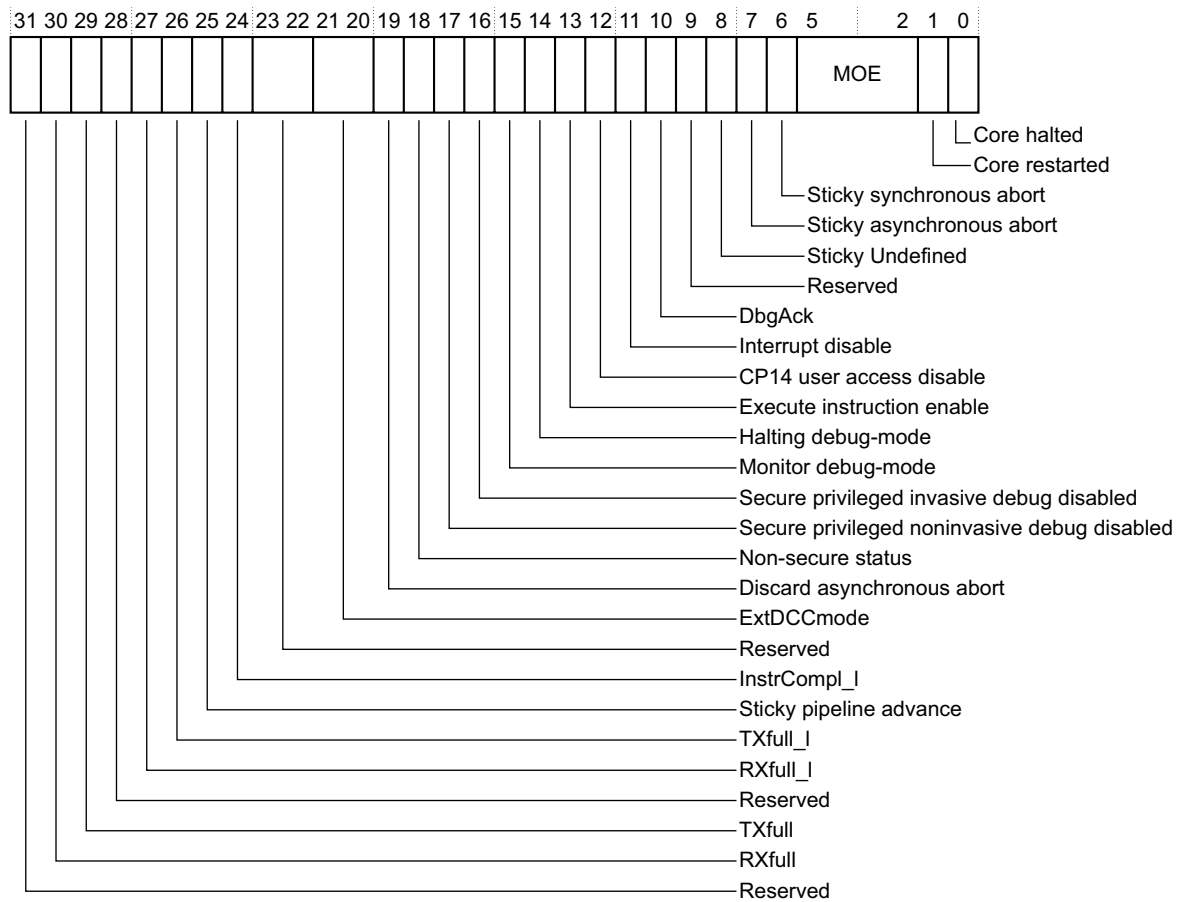 31 30 29 28 27 26 25 24 23 22 21 20 19 18 17 16 15 14 13 12 11 10 9 8 7 6 5 2 1 0
MOE
Core halted
Core restarted
Sticky synchronous abort
Sticky asynchronous abort
Sticky Undefined
Reserved
DbgAck
Interrupt disable
CP14 user access disable
Execute instruction enable
Halting debug-mode
Monitor debug-mode
Secure privileged invasive debug disabled
Secure privileged noninvasive debug disabled
Non-secure status
Discard asynchronous abort
ExtDCCmode
Reserved
InstrCompl_l
Sticky pipeline advance
TXfull_l
RXfull_l
Reserved
TXfull
RXfull
Reserved